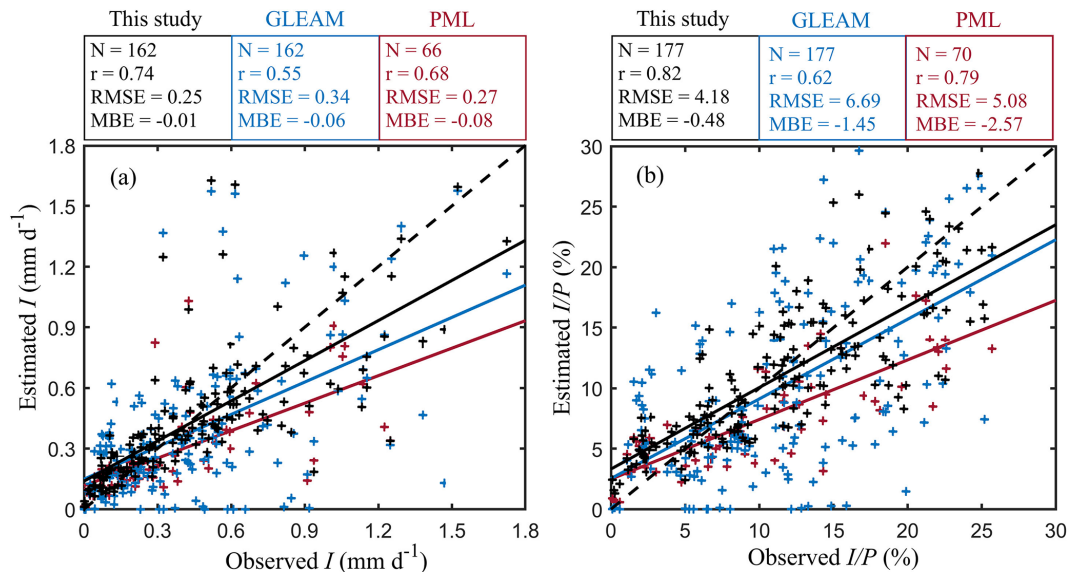 This study GLEAM PML
N = 162 N = 162 N = 66
r = 0.74 r = 0.55 r = 0.68
RMSE = 0.25 RMSE = 0.34 RMSE = 0.27
MBE = -0.01 MBE = -0.06 MBE = -0.08
(a)
1.8
1.5
1.2
0.9
0.6
0.3
0
Estimated I (mm d⁻¹)
0 0.3 0.6 0.9 1.2 1.5 1.8
Observed I (mm d⁻¹)
This study GLEAM PML
N = 177 N = 177 N = 70
r = 0.82 r = 0.62 r = 0.79
RMSE = 4.18 RMSE = 6.69 RMSE = 5.08
MBE = -0.48 MBE = -1.45 MBE = -2.57
(b)
30
25
20
15
10
5
0
Estimated I/P (%)
0 5 10 15 20 25 30
Observed I/P (%)